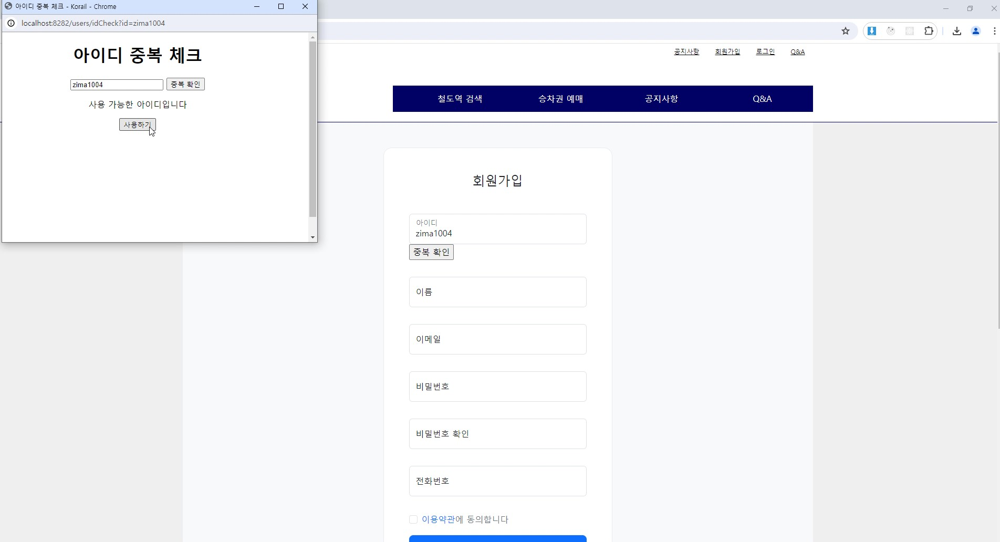 아이디 중복 체크 - Korail - Chrome
localhost:8282/users/idCheck?id=zima1004
아이디 중복 체크
zima1004 중복 확인
사용 가능한 아이디입니다
사용하기
공지사항 회원가입 로그인 Q&A
철도역 검색 승차권 예매 공지사항 Q&A
회원가입
아이디
zima1004
중복 확인
이름
이메일
비밀번호
비밀번호 확인
전화번호
이용약관에 동의합니다